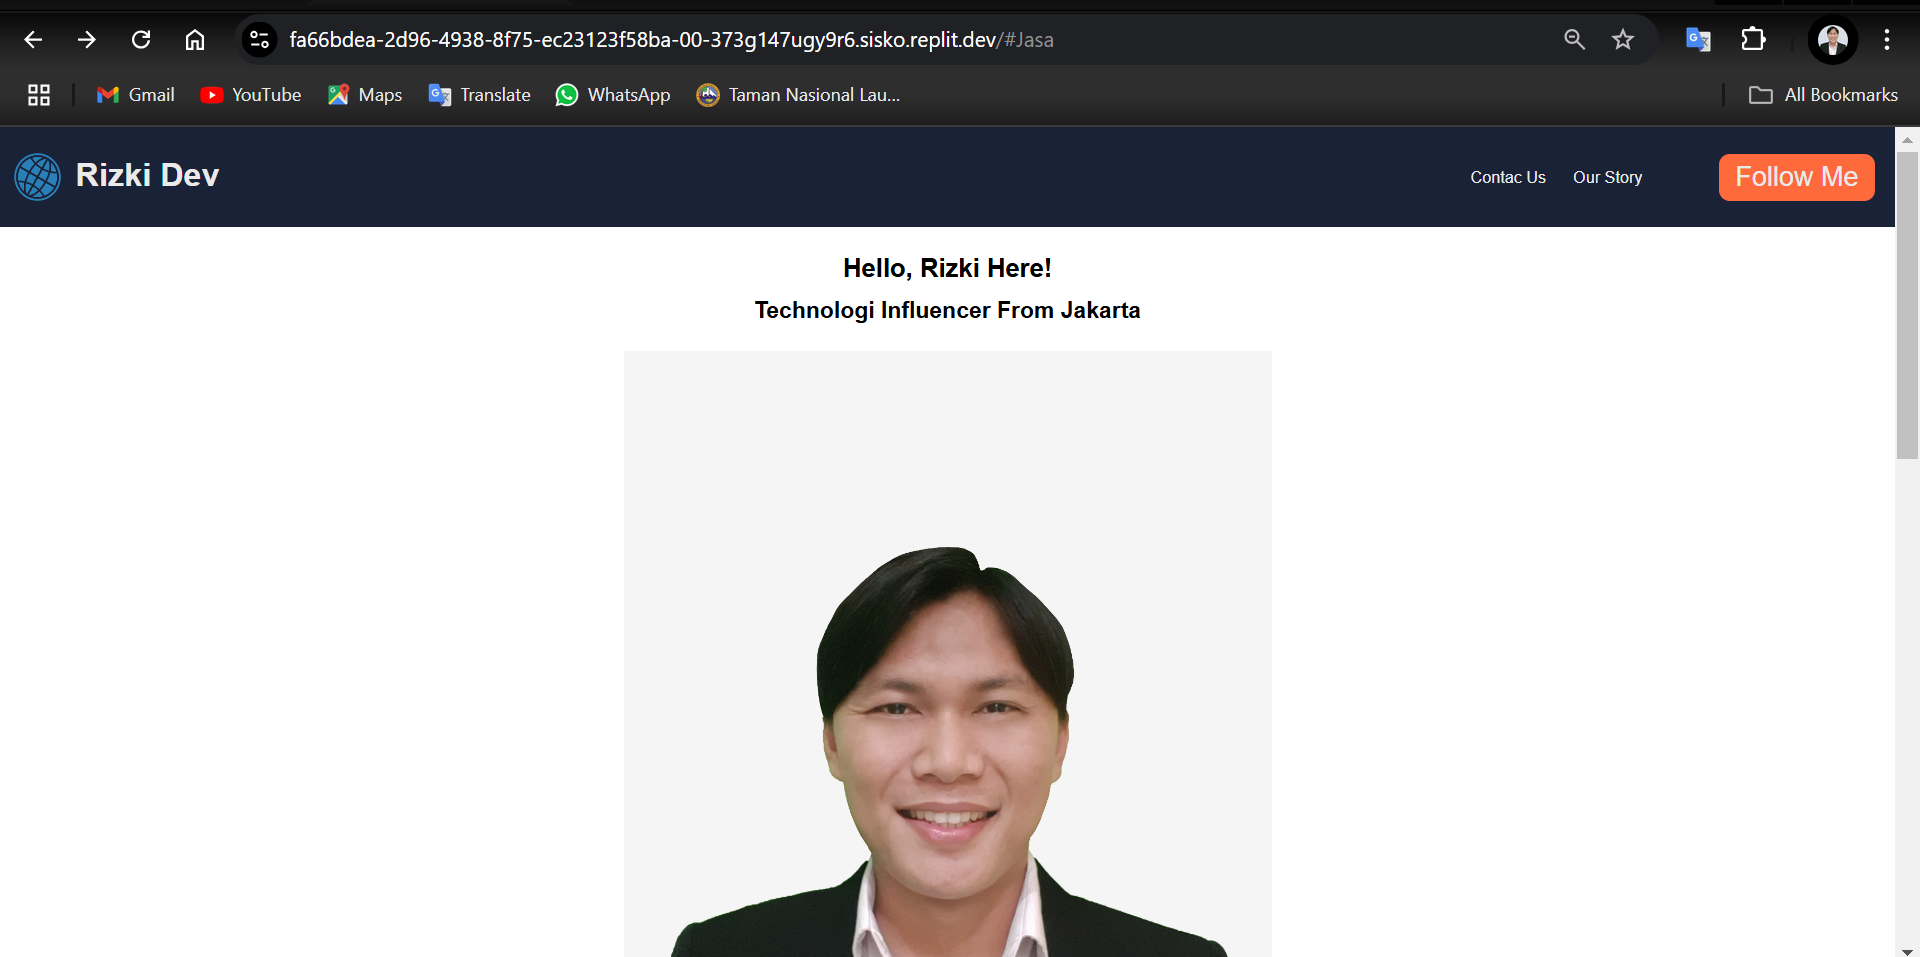 fa66bdea-2d96-4938-8f75-ec23123f58ba-00-373g147ugy9r6.sisko.replit.dev/#Jasa
Gmail YouTube Maps Translate WhatsApp Taman Nasional Lau... All Bookmarks
Rizki Dev Contac Us Our Story Follow Me
Hello, Rizki Here!
Technologi Influencer From Jakarta